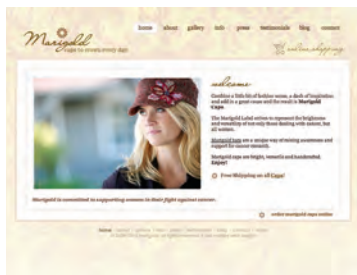 home about gallery info press testimonials blog contact
Marigold
caps to crown every day
online shopping
welcome
Combine a little bit of fashion sense, a dash of inspiration
and add in a great cause and the result is Marigold
Caps.
The Marigold Label strives to represent the brightness
and versatility of not only those dealing with cancer, but
all women.
Marigold caps are a unique way of raising awareness and
support for cancer research.
Marigold caps are bright, versatile and handcrafted.
Enjoy!
Free Shipping on all Caps!
Marigold is committed to supporting women in their fight against cancer.
order marigold caps online